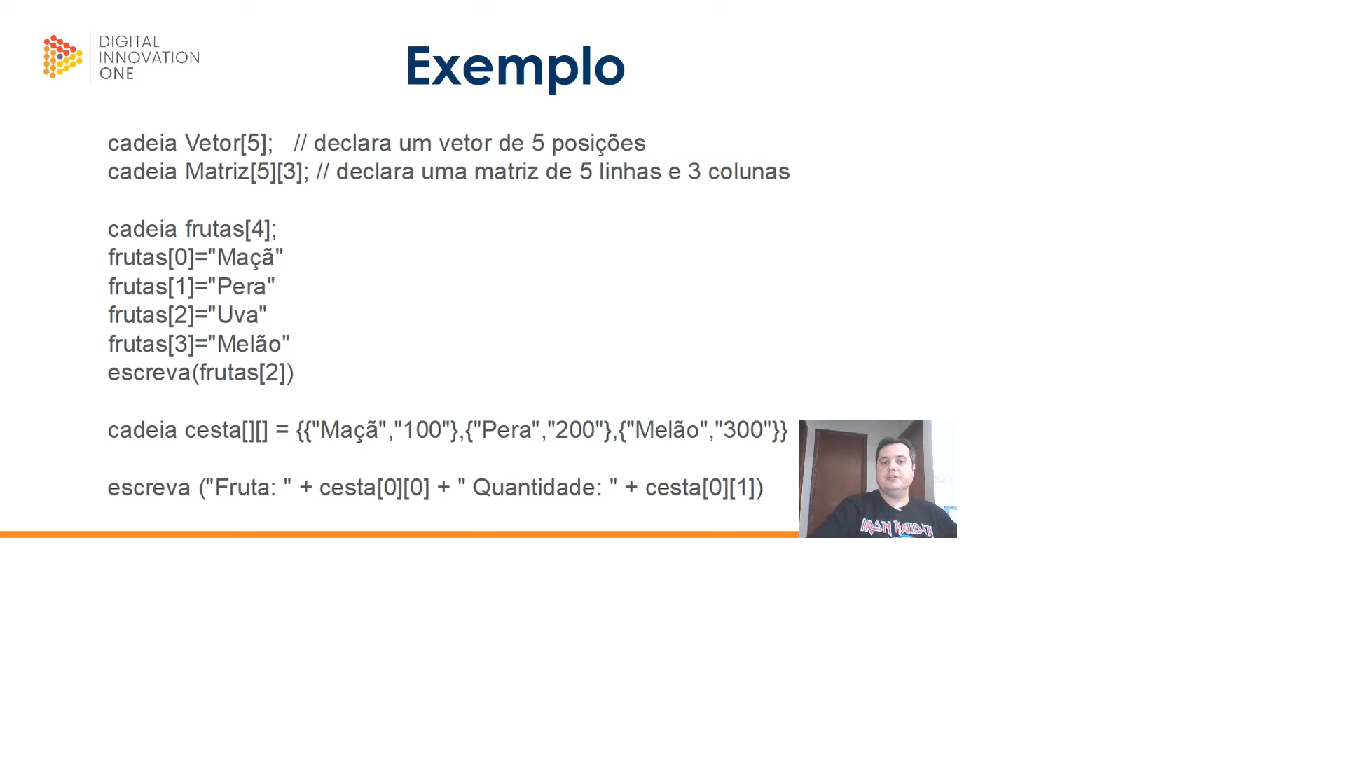 DIGITAL
INNOVATION
ONE
Exemplo
cadeia Vetor[5];   // declara um vetor de 5 posições
cadeia Matriz[5][3]; // declara uma matriz de 5 linhas e 3 colunas
cadeia frutas[4];
frutas[0]="Maçã"
frutas[1]="Pera"
frutas[2]="Uva"
frutas[3]="Melão"
escreva(frutas[2])
cadeia cesta[][] = {{"Maçã","100"},{"Pera","200"},{"Melão","300"}}
escreva ("Fruta: " + cesta[0][0] + " Quantidade: " + cesta[0][1])
IRON MAIDEN